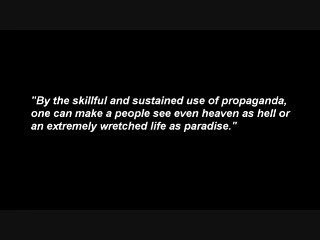 "By the skillful and sustained use of propaganda,
one can make a people see even heaven as hell or
an extremely wretched life as paradise."